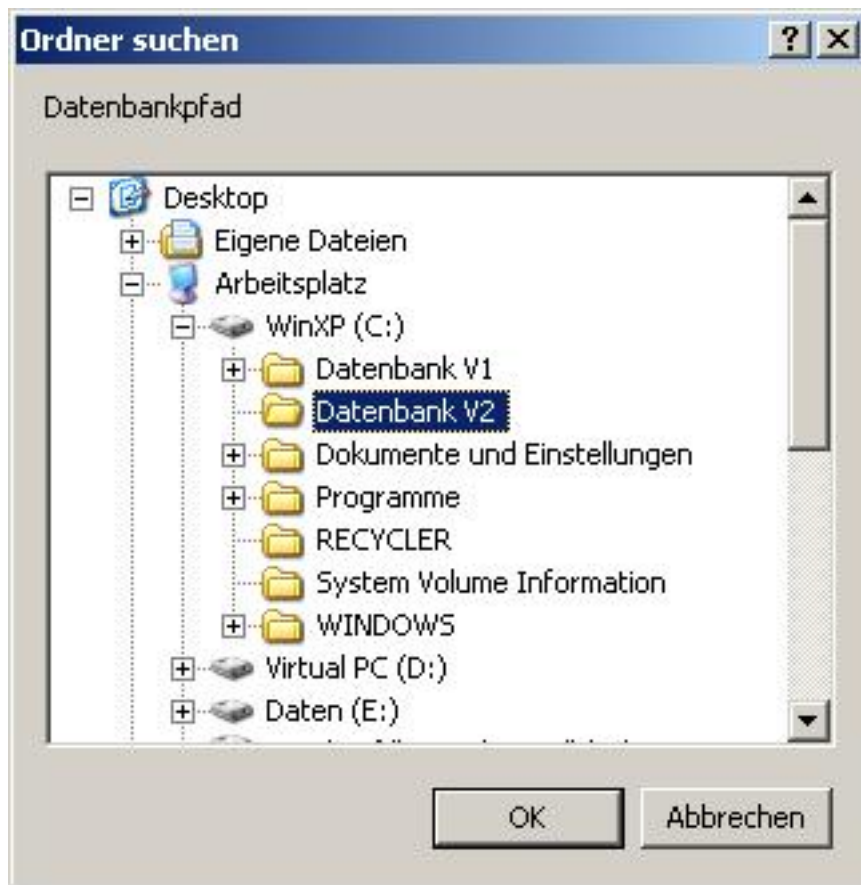 Ordner suchen
Datenbankpfad
Desktop
Eigene Dateien
Arbeitsplatz
WinXP (C:)
Datenbank V1
Datenbank V2
Dokumente und Einstellungen
Programme
RECYCLER
System Volume Information
WINDOWS
Virtual PC (D:)
Daten (E:)
OK Abbrechen